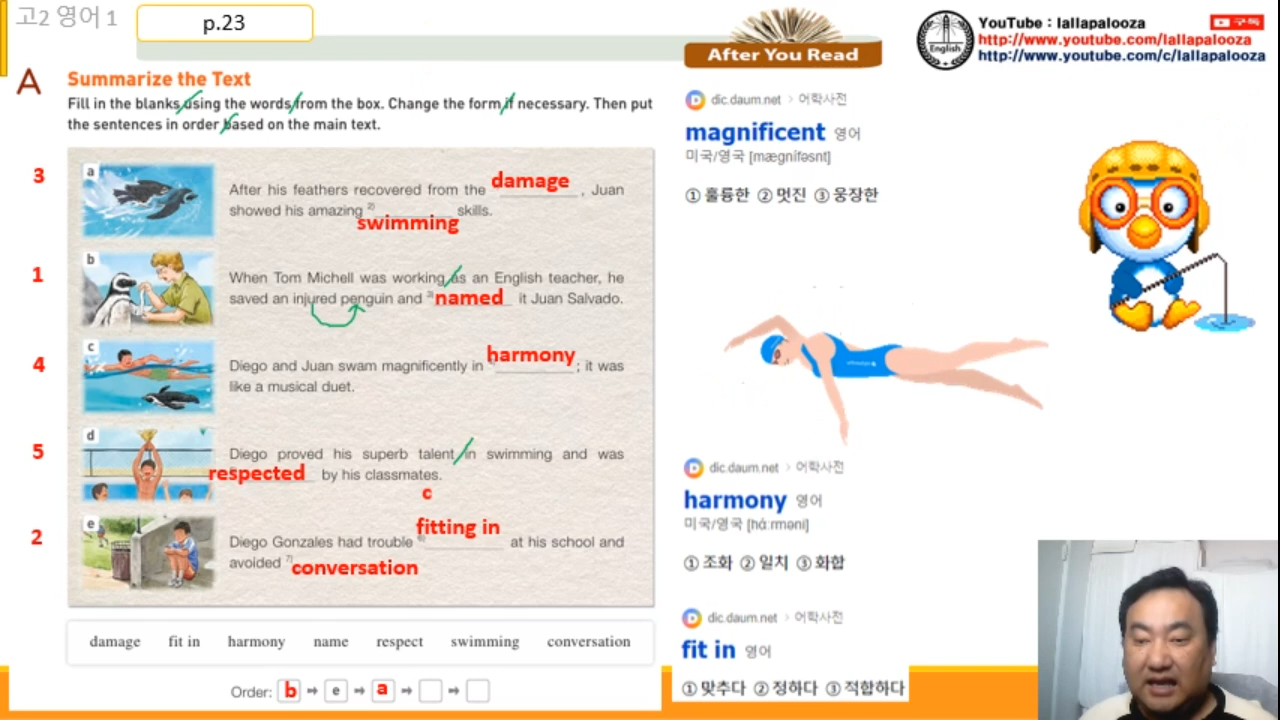 고2 영어 1
p.23
After You Read
English
YouTube : lallapalooza
구독
http://www.youtube.com/lallapalooza
http://www.youtube.com/c/lallapalooza
A
Summarize the Text
Fill in the blanks using the words from the box. Change the form if necessary. Then put
the sentences in order based on the main text.
3
a
After his feathers recovered from the damage, Juan
showed his amazing 2) swimming skills.
1
b
When Tom Michell was working as an English teacher, he
saved an injured penguin and 3) named it Juan Salvado.
4
c
Diego and Juan swam magnificently in harmony; it was
like a musical duet.
5
d
Diego proved his superb talent in swimming and was
respected by his classmates.
c
2
e
Diego Gonzales had trouble 6) fitting in at his school and
avoided 7) conversation
damage fit in harmony name respect swimming conversation
Order: b ➡ e ➡ a ➡ ➡
dic.daum.net > 어학사전
magnificent 영어
미국/영국 [mægnífəsnt]
① 훌륭한 ② 멋진 ③ 웅장한
dic.daum.net > 어학사전
harmony 영어
미국/영국 [háːrməni]
① 조화 ② 일치 ③ 화합
dic.daum.net > 어학사전
fit in 영어
① 맞추다 ② 정하다 ③ 적합하다